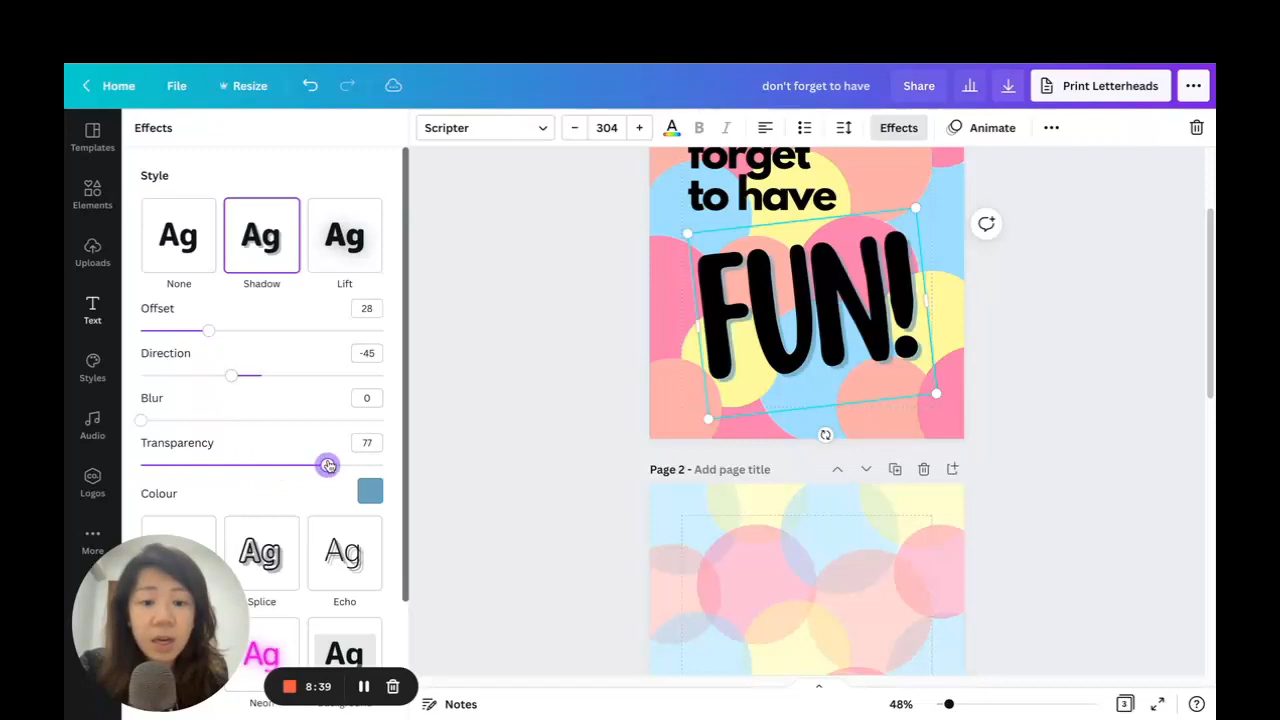 Home File Resize don't forget to have Share Print Letterheads
Templates
Elements
Uploads
Text
Styles
Audio
Logos
More
Effects
Scripter 304 A B I Effects Animate
Style
Ag Ag Ag
None Shadow Lift
Offset 28
Direction -45
Blur 0
Transparency 77
Colour
Ag Ag
Splice Echo
Ag Ag
Neon
8:39
forget
to have
FUN!
Page 2 - Add page title
Notes 48% 3